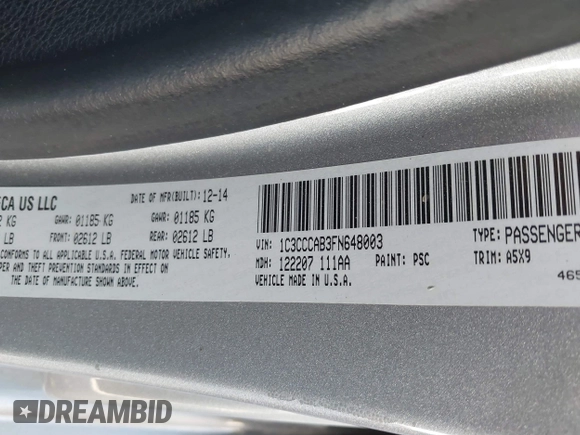 FCA US LLC DATE OF MFR(BUILT): 12-14
KG GAWR: 01185 KG GAWR: 01185 KG
LB FRONT: 02612 LB REAR: 02612 LB
CONFORMS TO ALL APPLICABLE U.S.A. FEDERAL MOTOR VEHICLE SAFETY,
AND THEFT PREVENTION STANDARDS IN EFFECT ON
THE DATE OF MANUFACTURE SHOWN ABOVE.
VIN: 1C3CCCAB3FN648003 TYPE: PASSENGER
MDH: 122207 111AA PAINT: PSC TRIM: A5X9
VEHICLE MADE IN U.S.A.
DREAMBID